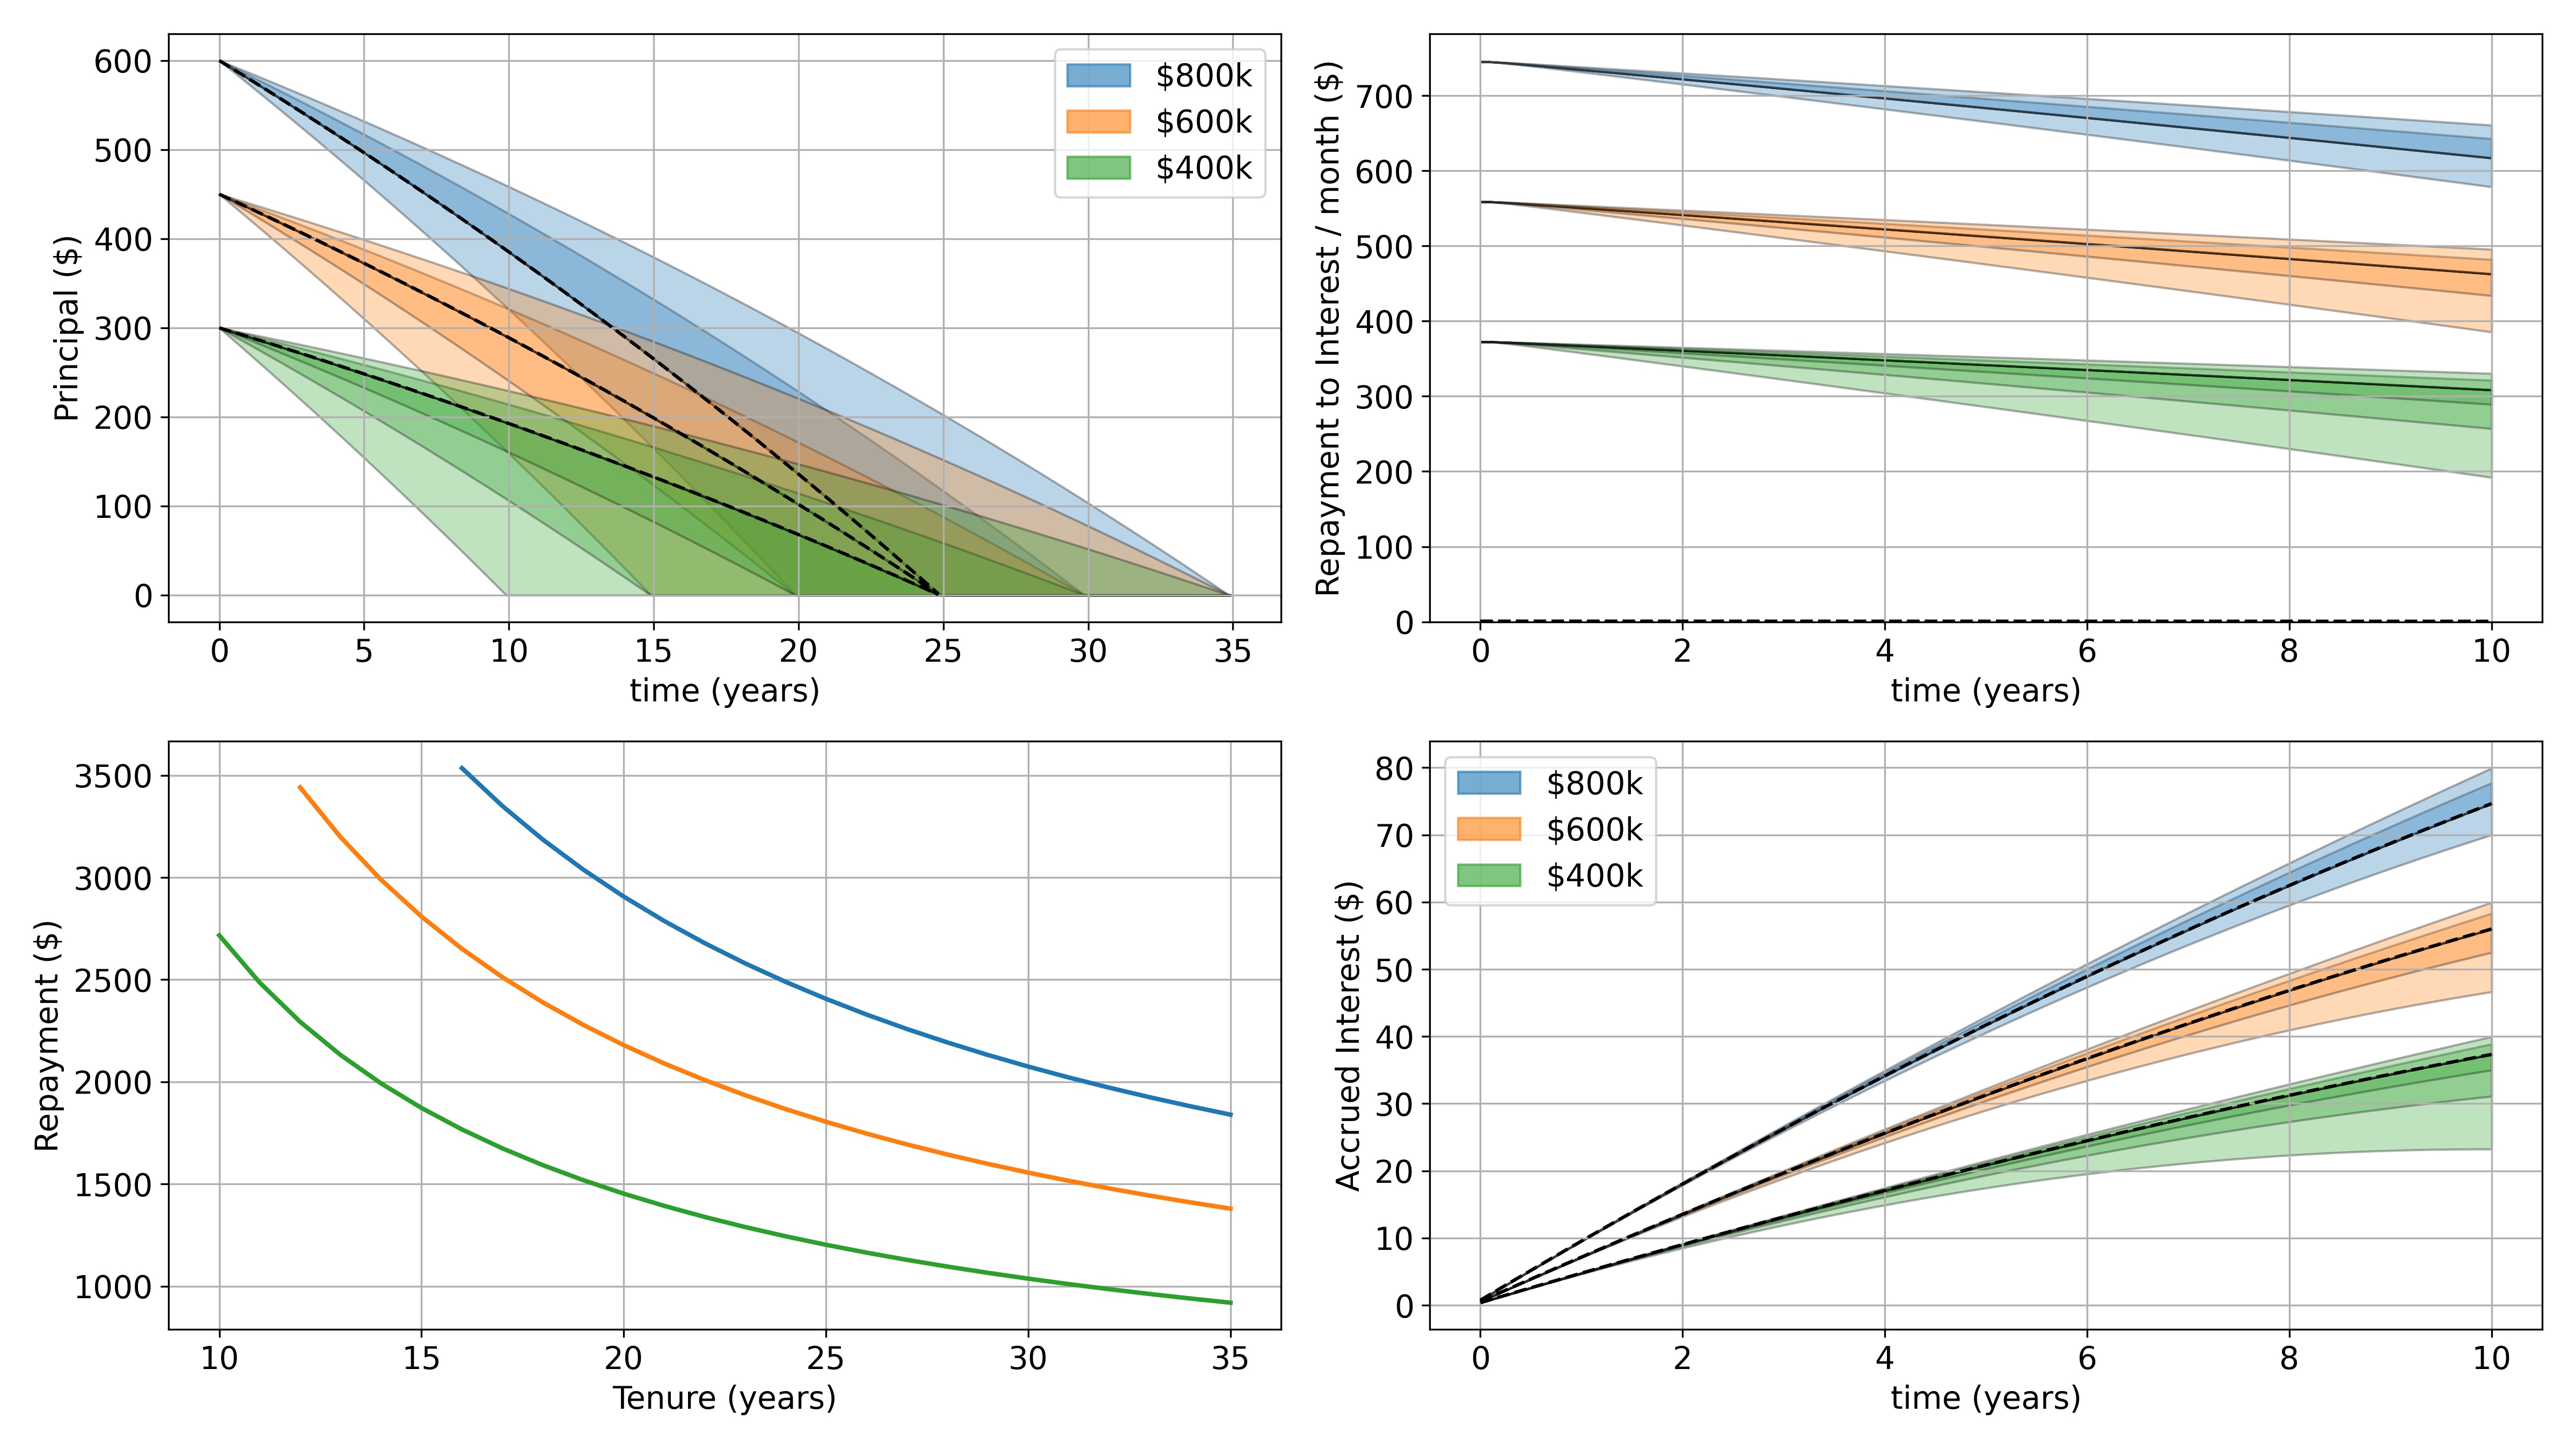 600
500
400
300
200
100
0
Principal ($)
0 5 10 15 20 25 30 35
time (years)
$800k
$600k
$400k
700
600
500
400
300
200
100
0
Repayment to Interest / month ($)
0 2 4 6 8 10
time (years)
3500
3000
2500
2000
1500
1000
Repayment ($)
10 15 20 25 30 35
Tenure (years)
80
70
60
50
40
30
20
10
0
Accrued Interest ($)
0 2 4 6 8 10
time (years)
$800k
$600k
$400k